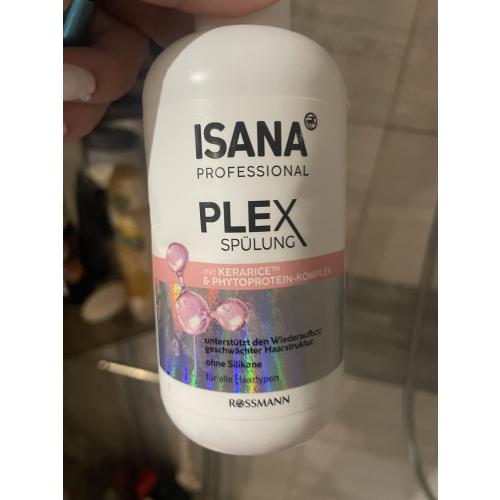 ISANA
PROFESSIONAL
PLEX
SPÜLUNG
mit KERARICE™
& PHYTOPROTEIN-KOMPLEX
unterstützt den Wiederaufbau
geschwächter Haarstruktur
ohne Silikone
für alle Haartypen
ROSSMANN